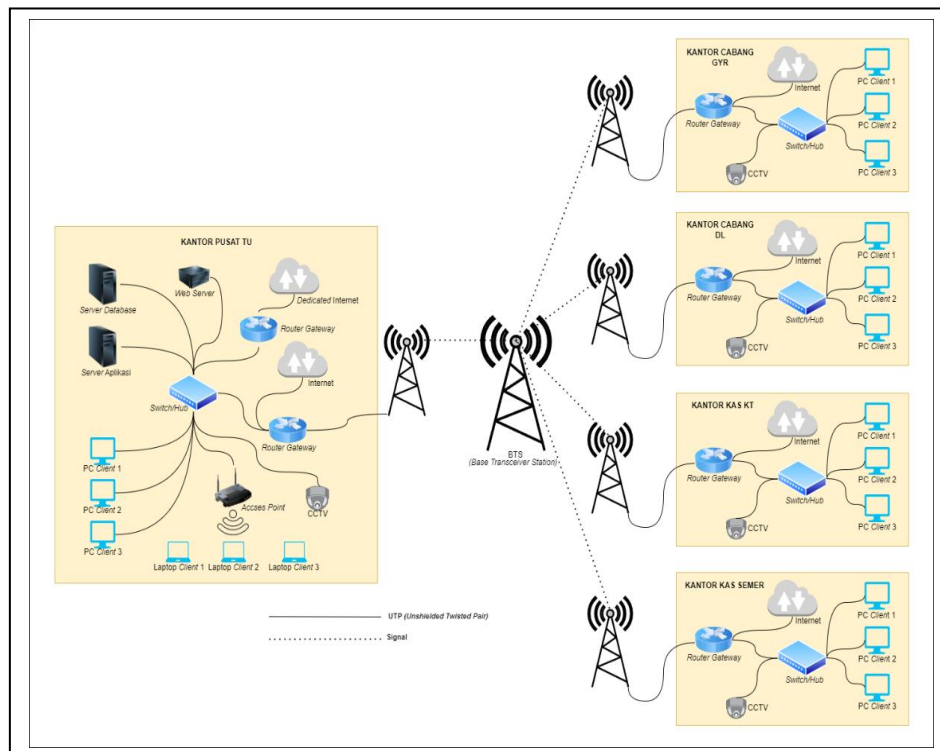 KANTOR PUSAT TU
Server Database
Web Server
Dedicated Internet
Router Gateway
Server Aplikasi
Internet
Switch/Hub
Router Gateway
PC Client 1
PC Client 2
PC Client 3
Accses Point
CCTV
Laptop Client 1
Laptop Client 2
Laptop Client 3
BTS
(Base Transceiver Station)
UTP (Unshielded Twisted Pair)
Signal
KANTOR CABANG
GYR
Internet
Router Gateway
Switch/Hub
CCTV
PC Client 1
PC Client 2
PC Client 3
KANTOR CABANG
DL
Internet
Router Gateway
Switch/Hub
CCTV
PC Client 1
PC Client 2
PC Client 3
KANTOR KAS KT
Internet
Router Gateway
Switch/Hub
CCTV
PC Client 1
PC Client 2
PC Client 3
KANTOR KAS SEMER
Internet
Router Gateway
Switch/Hub
CCTV
PC Client 1
PC Client 2
PC Client 3